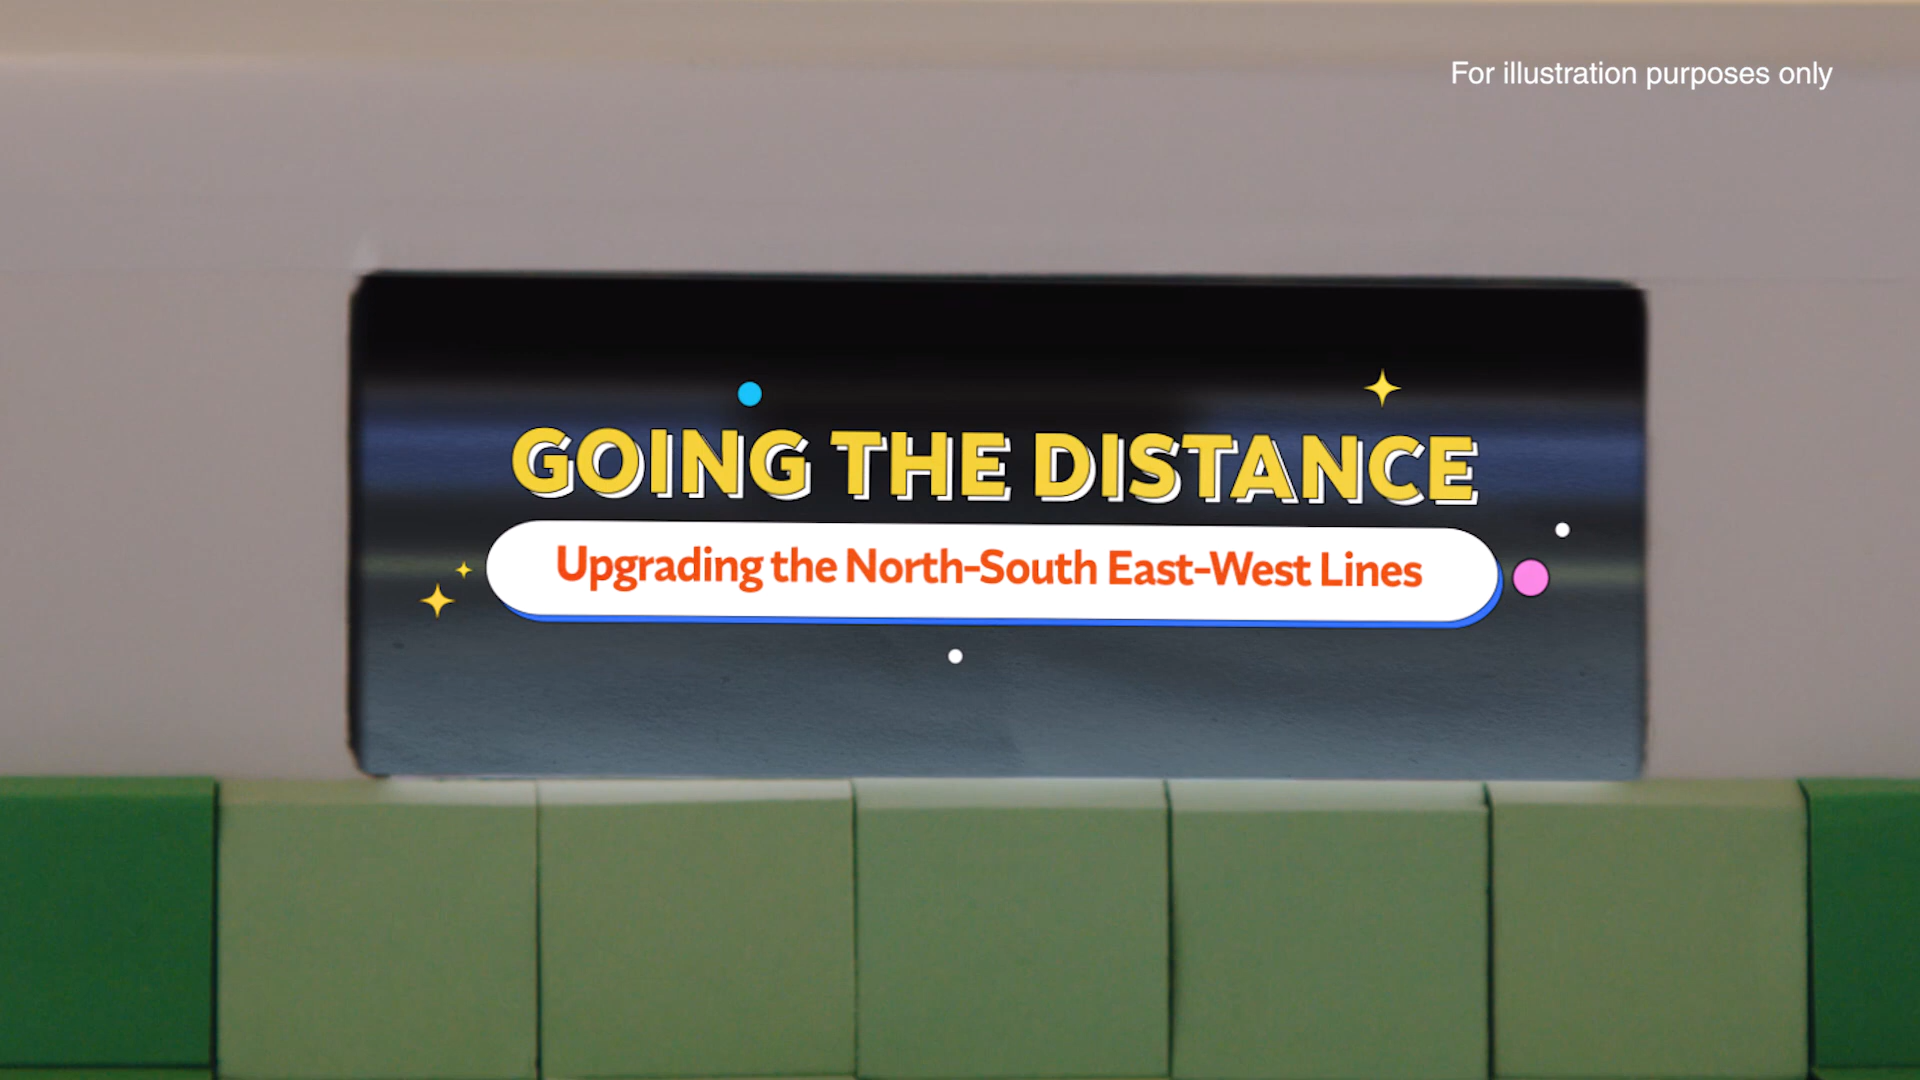 For illustration purposes only
GOING THE DISTANCE
Upgrading the North-South East-West Lines